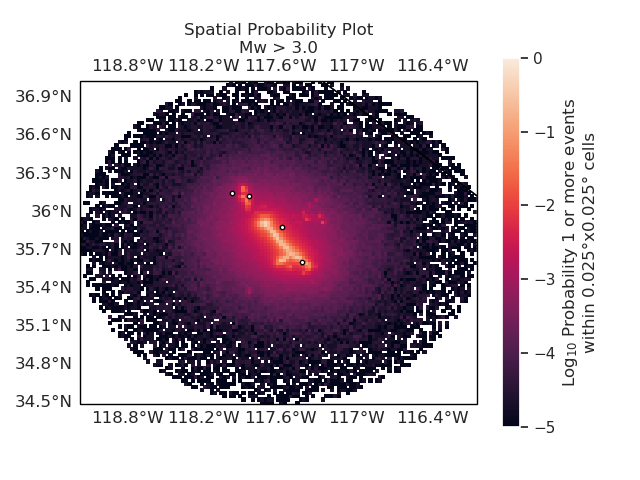 Spatial Probability Plot
Mw > 3.0
118.8°W 118.2°W 117.6°W 117°W 116.4°W
36.9°N
36.6°N
36.3°N
36°N
35.7°N
35.4°N
35.1°N
34.8°N
34.5°N
118.8°W 118.2°W 117.6°W 117°W 116.4°W
0
−1
−2
−3
−4
−5
Log₁₀ Probability 1 or more events
within 0.025°x0.025° cells